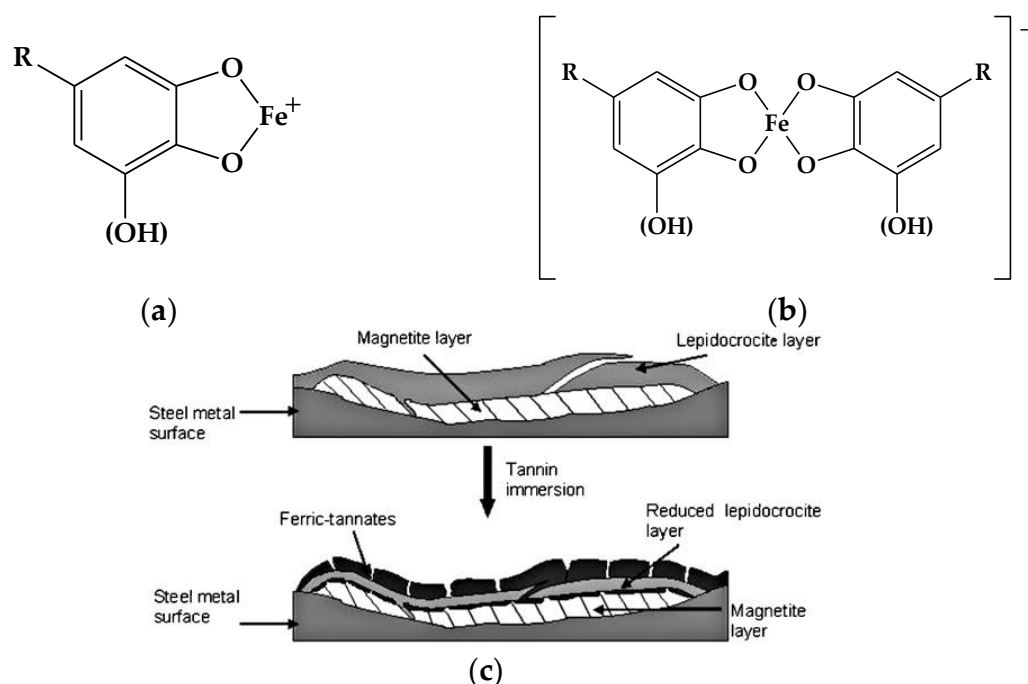 R
O
Fe+
O
(OH)
(a)
R
O
O
R
Fe
O
O
(OH)
(OH)
−
(b)
Magnetite layer
Lepidocrocite layer
Steel metal
surface
Tannin
immersion
Ferric-tannates
Reduced lepidocrocite
layer
Steel metal
surface
Magnetite
layer
(c)